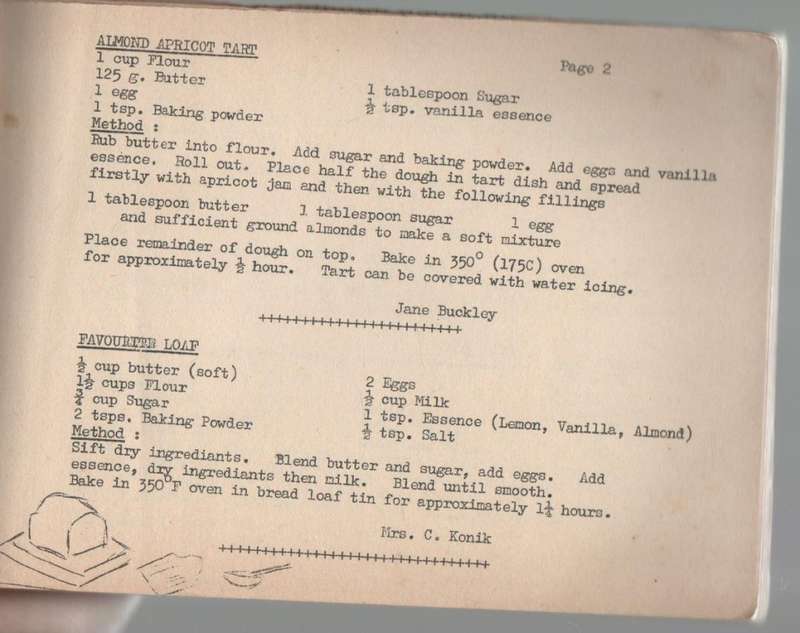 ALMOND APRICOT TART
Page 2
1 cup Flour
125 g. Butter
1 egg
1 tablespoon Sugar
1 tsp. Baking powder
½ tsp. vanilla essence
Method :
Rub butter into flour. Add sugar and baking powder. Add eggs and vanilla
essence. Roll out. Place half the dough in tart dish and spread
firstly with apricot jam and then with the following fillings
1 tablespoon butter 1 tablespoon sugar 1 egg
and sufficient ground almonds to make a soft mixture
Place remainder of dough on top. Bake in 350° (175C) oven
for approximately ½ hour. Tart can be covered with water icing.
Jane Buckley
++++++++++++++++++++++++
FAVOURITE LOAF
½ cup butter (soft)
1½ cups Flour
2 Eggs
¾ cup Sugar
½ cup Milk
2 tsps. Baking Powder
1 tsp. Essence (Lemon, Vanilla, Almond)
½ tsp. Salt
Method :
Sift dry ingrediants. Blend butter and sugar, add eggs. Add
essence, dry ingrediants then milk. Blend until smooth.
Bake in 350°F oven in bread loaf tin for approximately 1¼ hours.
Mrs. C. Konik
++++++++++++++++++++++++++++++++